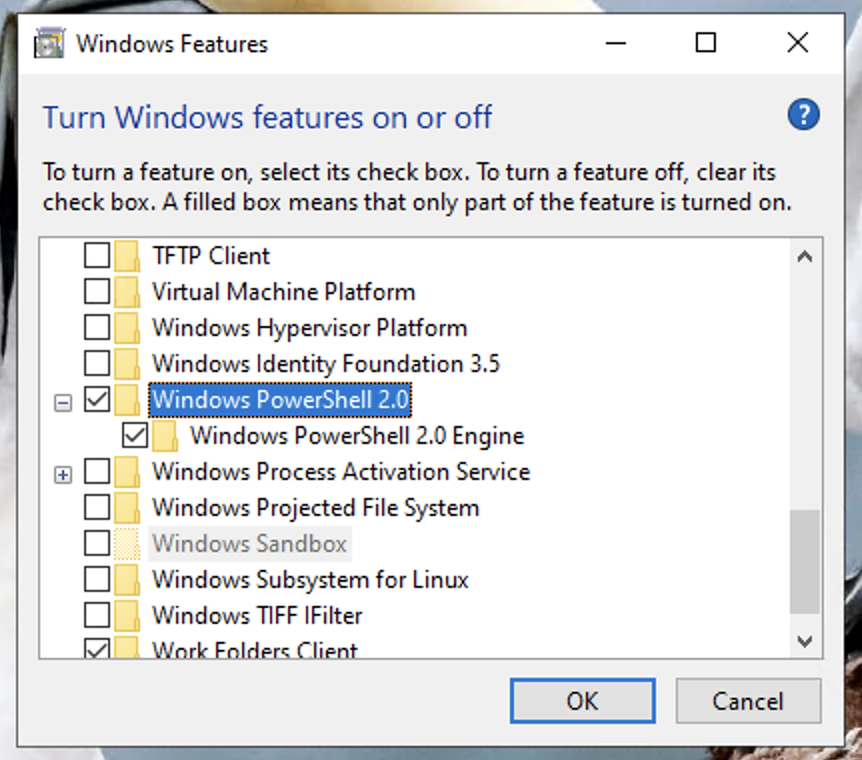 Windows Features
Turn Windows features on or off
?
To turn a feature on, select its check box. To turn a feature off, clear its
check box. A filled box means that only part of the feature is turned on.
TFTP Client
Virtual Machine Platform
Windows Hypervisor Platform
Windows Identity Foundation 3.5
Windows PowerShell 2.0
Windows PowerShell 2.0 Engine
Windows Process Activation Service
Windows Projected File System
Windows Sandbox
Windows Subsystem for Linux
Windows TIFF IFilter
Work Folders Client
OK
Cancel